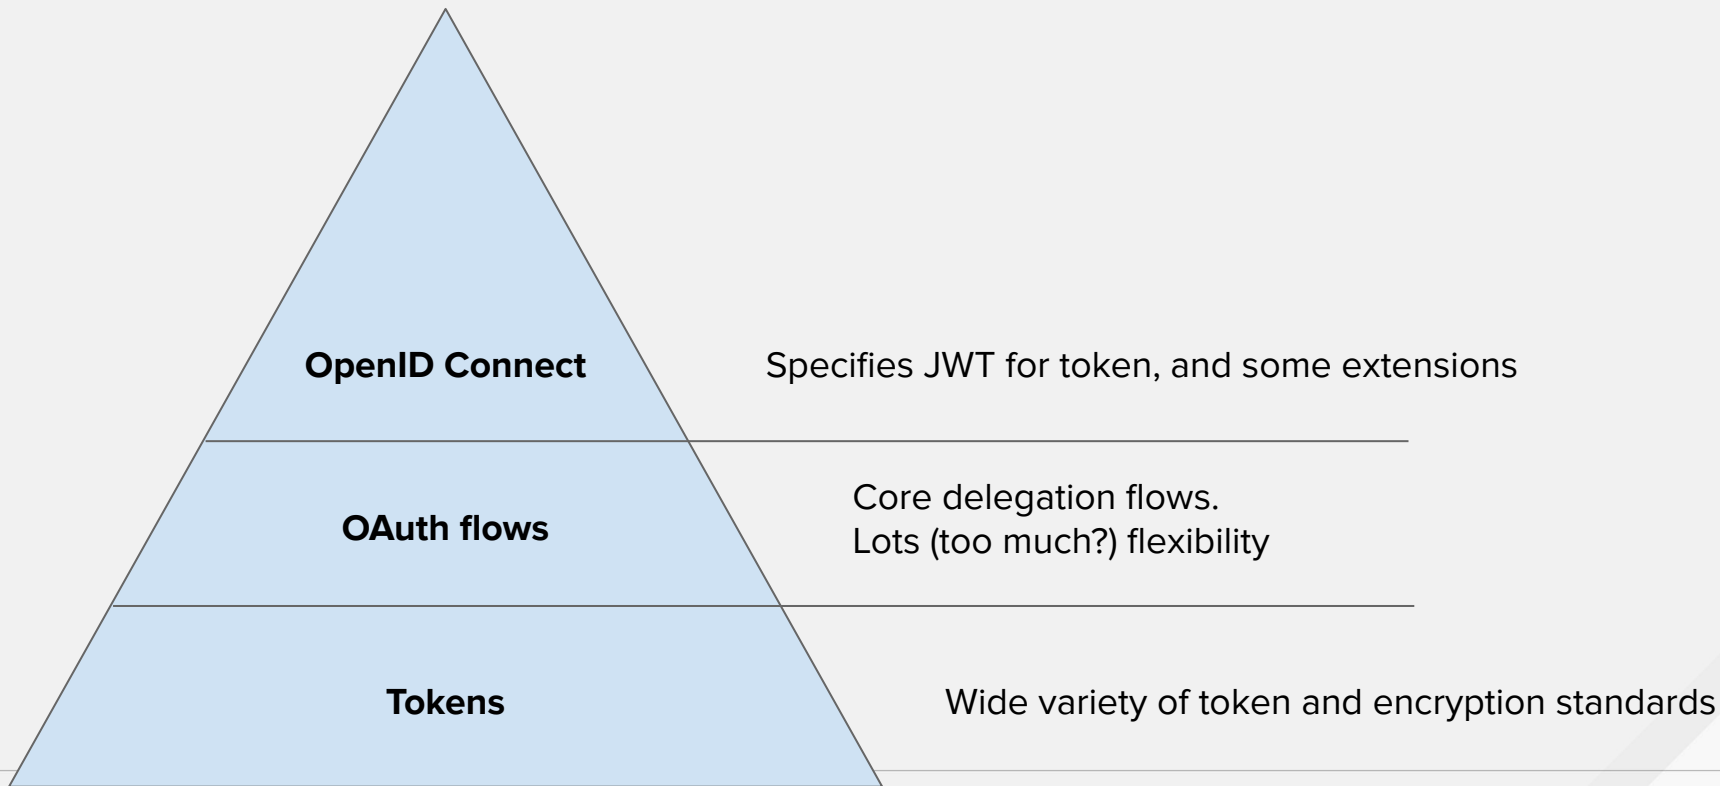 OpenID Connect
Specifies JWT for token, and some extensions
OAuth flows
Core delegation flows.
Lots (too much?) flexibility
Tokens
Wide variety of token and encryption standards